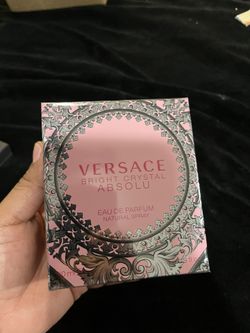 VERSACE
BRIGHT CRYSTAL
ABSOLU
EAU DE PARFUM
NATURAL SPRAY